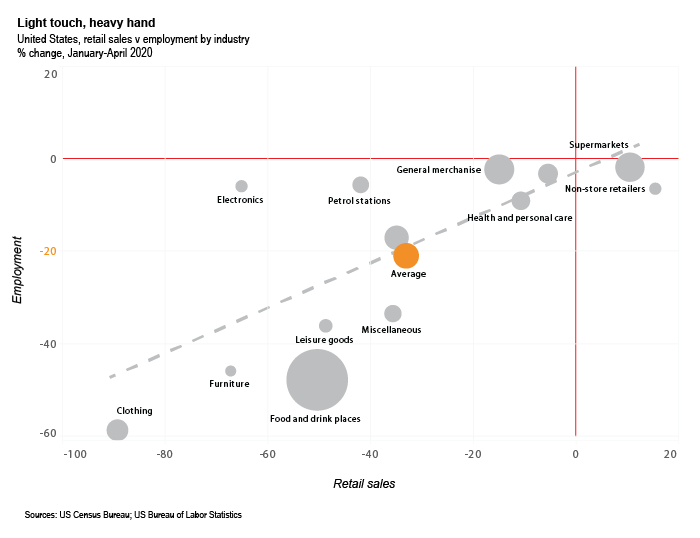 Light touch, heavy hand
United States, retail sales v employment by industry
% change, January-April 2020
20
0
-20
-40
-60
Employment
Supermarkets
General merchanise
Non-store retailers
Electronics
Petrol stations
Health and personal care
Average
Miscellaneous
Leisure goods
Furniture
Food and drink places
Clothing
-100
-80
-60
-40
-20
0
20
Retail sales
Sources: US Census Bureau; US Bureau of Labor Statistics